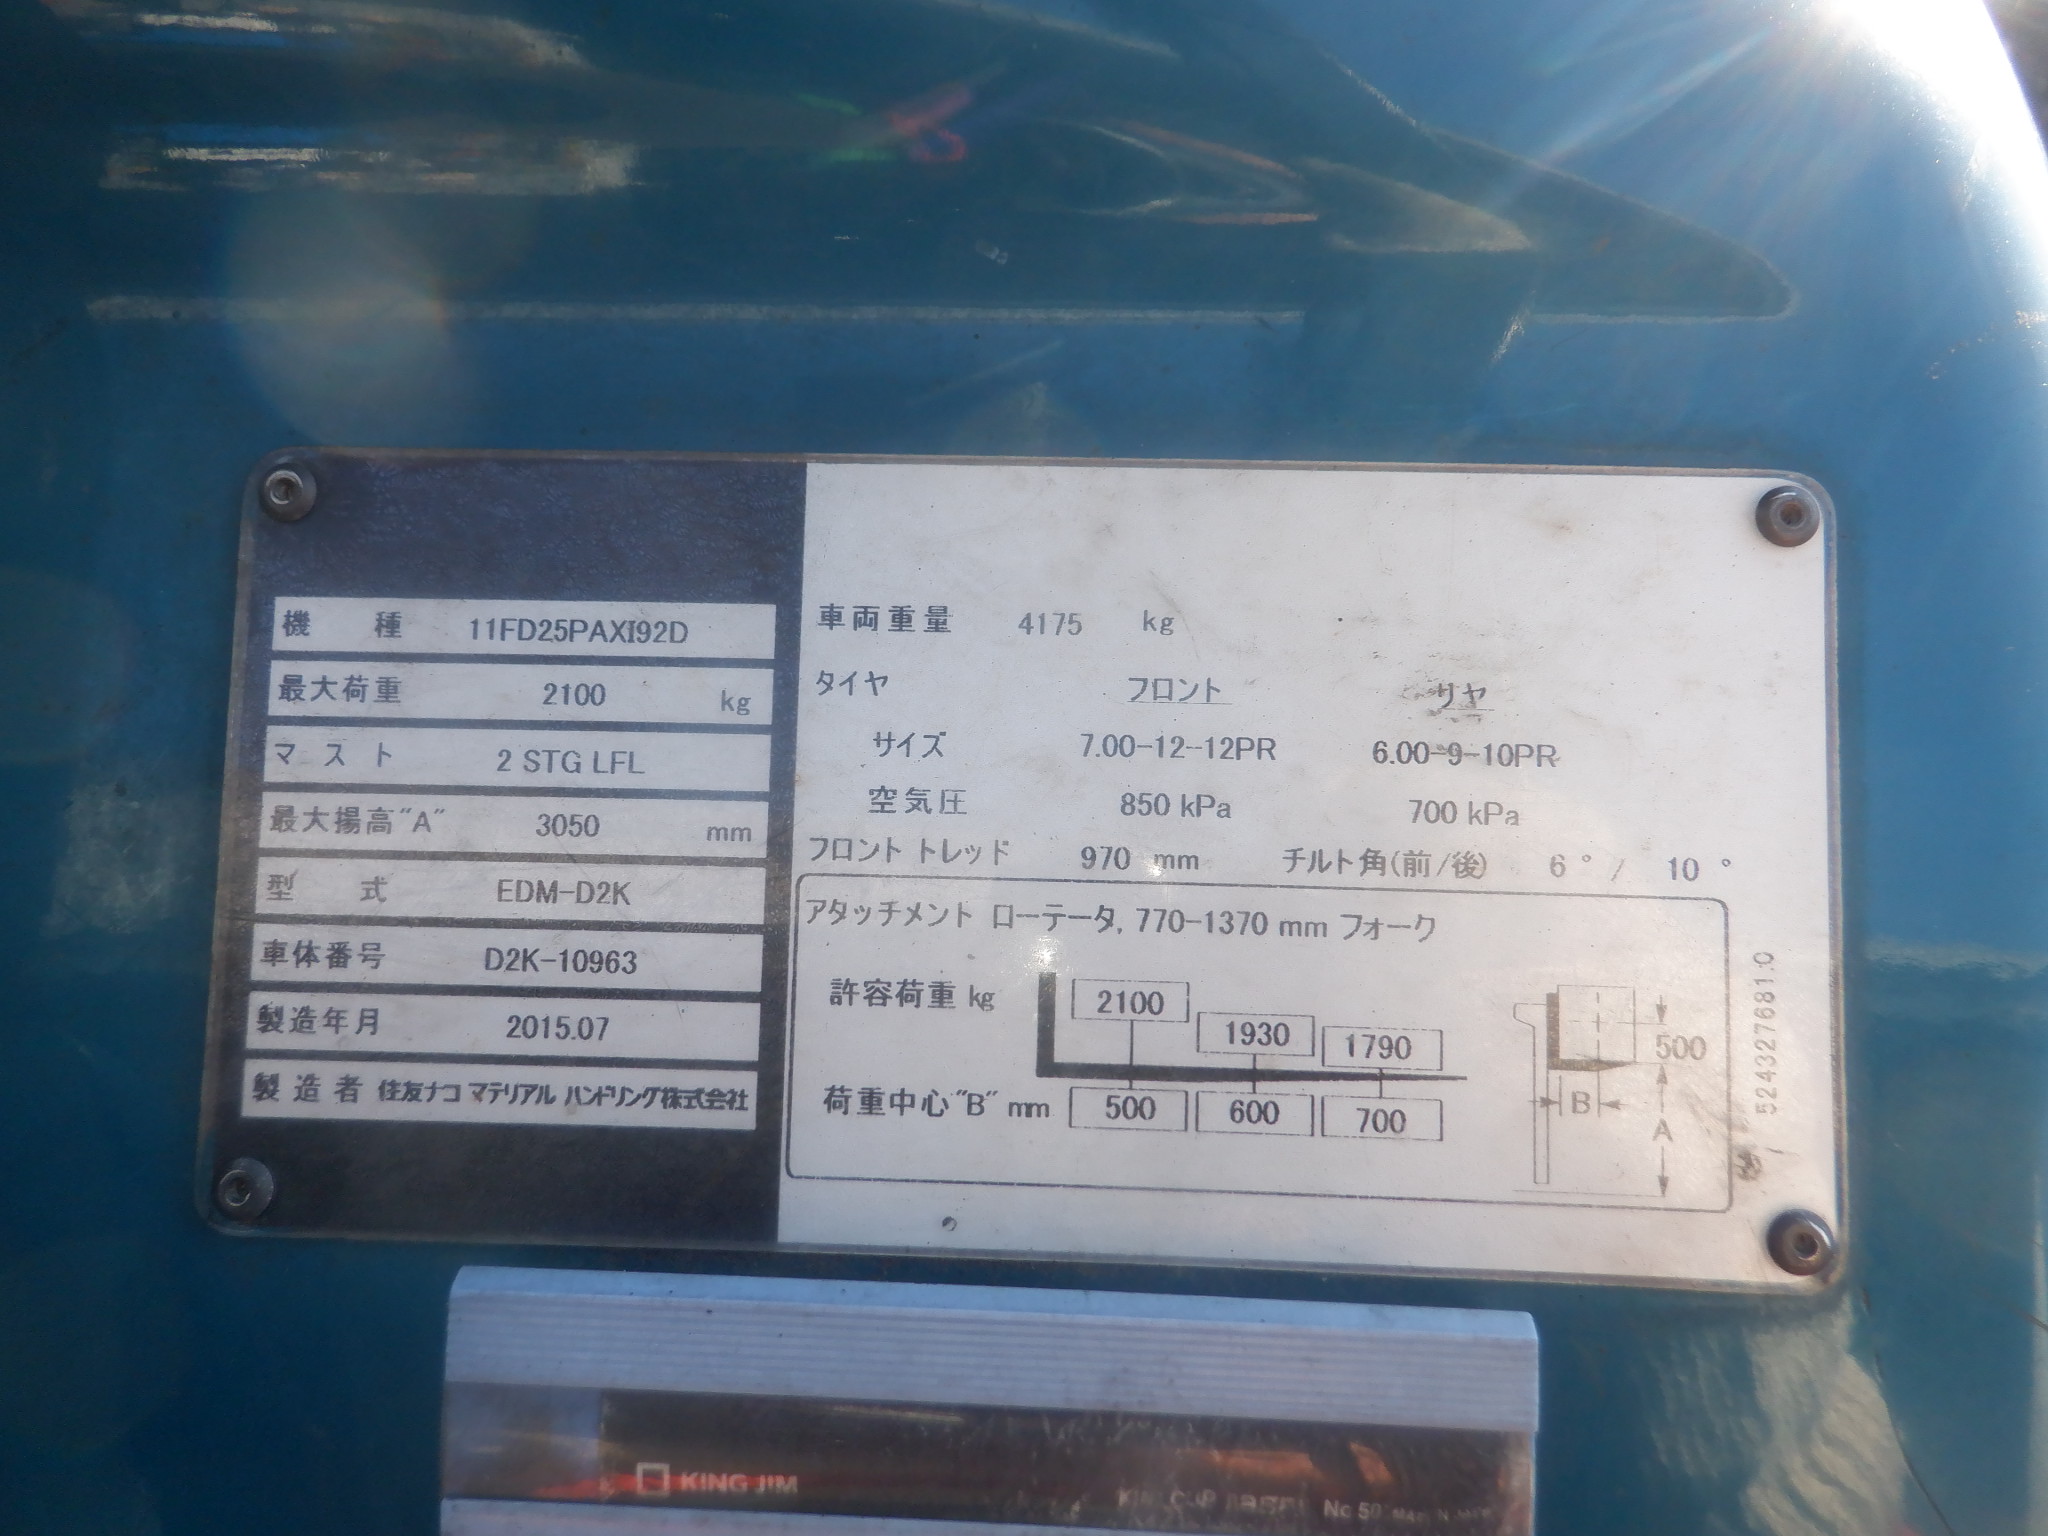 機 種 11FD25PAXI92D
最大荷重 2100 kg
マスト 2 STG LFL
最大揚高"A" 3050 mm
型 式 EDM-D2K
車体番号 D2K-10963
製造年月 2015.07
製造者 住友ナコ マテリアル ハンドリング株式会社
車両重量 4175 kg
タイヤ フロント リヤ
サイズ 7.00-12-12PR 6.00-9-10PR
空気圧 850 kPa 700 kPa
フロント トレッド 970 mm チルト角(前/後) 6° / 10°
アタッチメント ローテータ, 770-1370 mm フォーク
許容荷重 kg 2100 1930 1790
荷重中心"B" mm 500 600 700
500
B
A
524327681:0
KING JIM
No 50